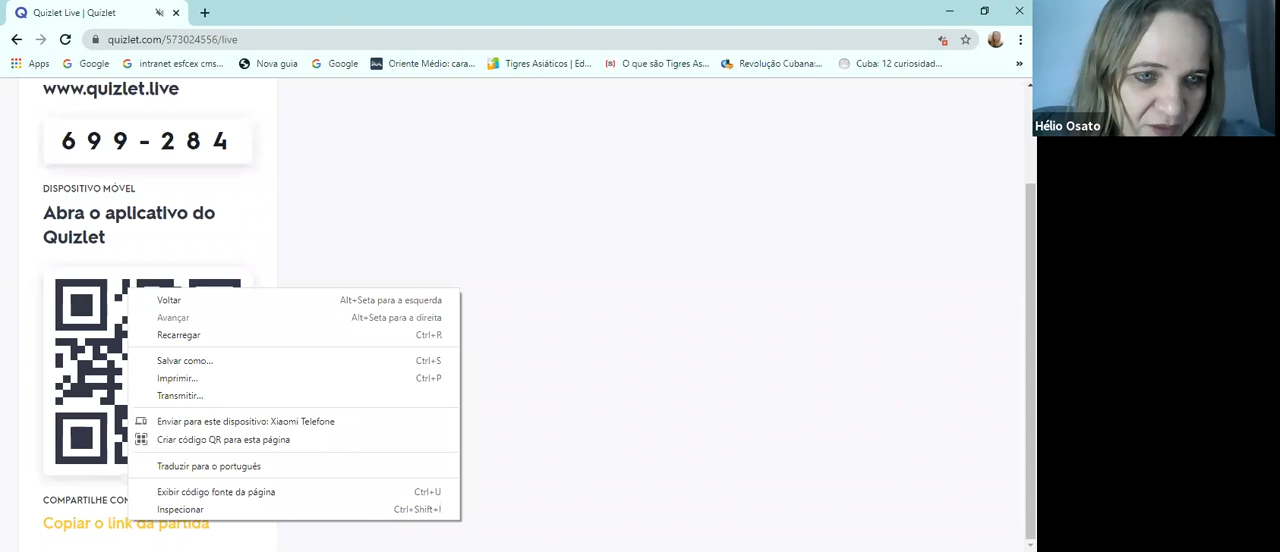 Quizlet Live | Quizlet
quizlet.com/573024556/live
Apps Google intranet esfcex cms... Nova guia Google Oriente Médio: cara... Tigres Asiáticos | Ed... O que são Tigres As... Revolução Cubana:... Cuba: 12 curiosidad... »
www.quizlet.live
699-284
DISPOSITIVO MÓVEL
Abra o aplicativo do
Quizlet
Voltar Alt+Seta para a esquerda
Avançar Alt+Seta para a direita
Recarregar Ctrl+R
Salvar como... Ctrl+S
Imprimir... Ctrl+P
Transmitir...
Enviar para este dispositivo: Xiaomi Telefone
Criar código QR para esta página
Traduzir para o português
Exibir código fonte da página Ctrl+U
Inspecionar Ctrl+Shift+I
COMPARTILHE CON
Copiar o link da partida
Hélio Osato